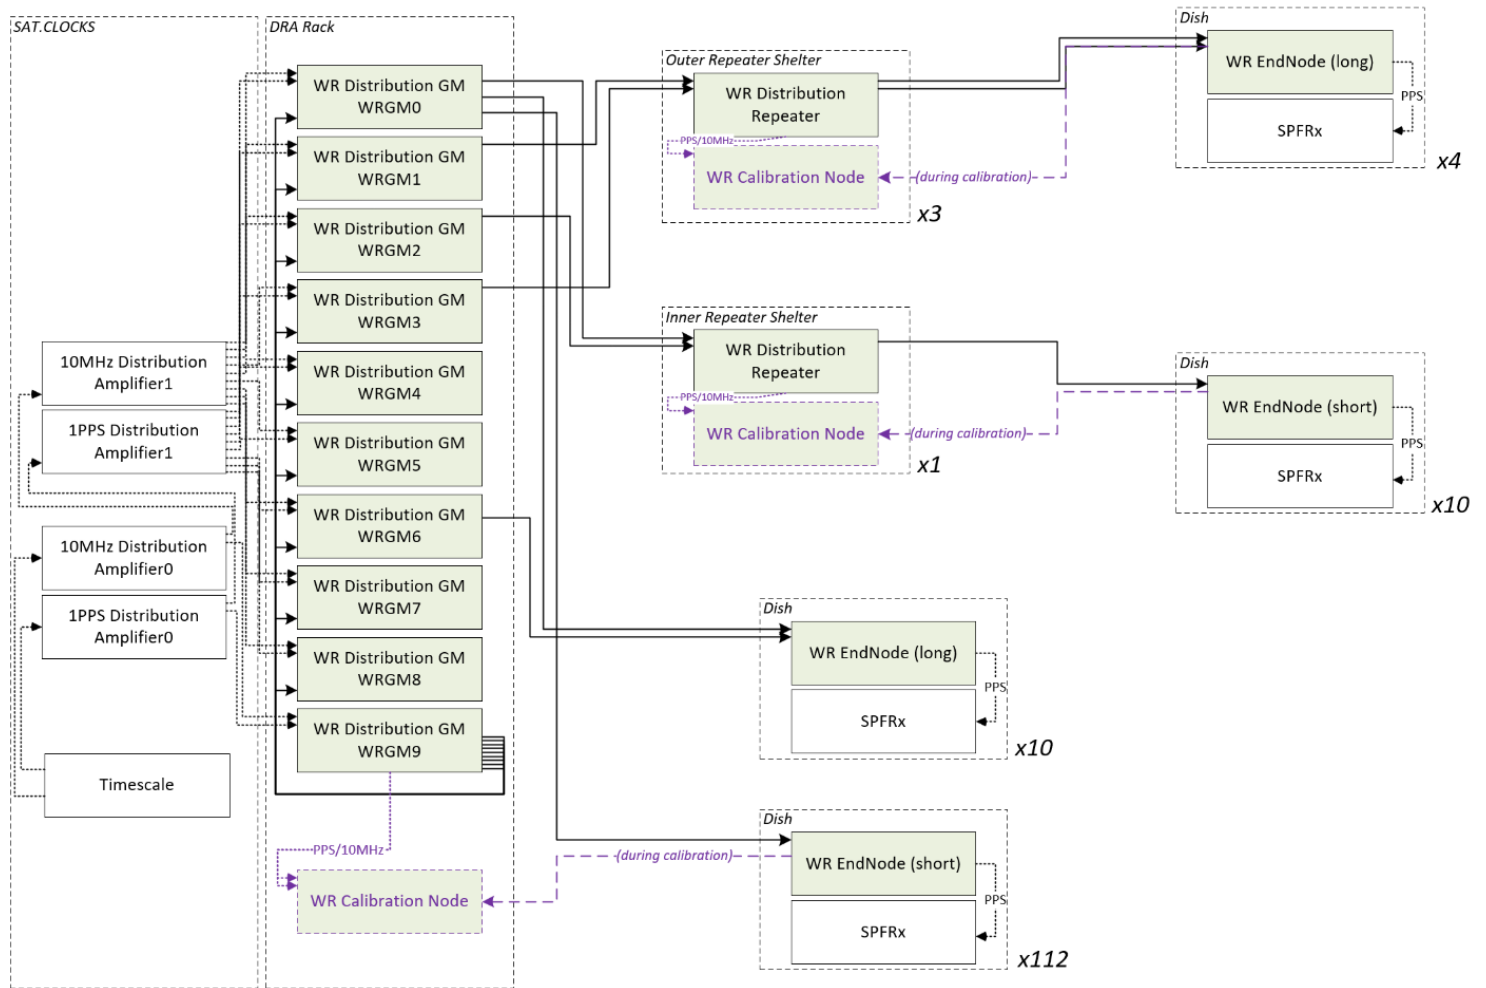 SAT.CLOCKS
10MHz Distribution
Amplifier1
1PPS Distribution
Amplifier1
10MHz Distribution
Amplifier0
1PPS Distribution
Amplifier0
Timescale
DRA Rack
WR Distribution GM
WRGM0
WR Distribution GM
WRGM1
WR Distribution GM
WRGM2
WR Distribution GM
WRGM3
WR Distribution GM
WRGM4
WR Distribution GM
WRGM5
WR Distribution GM
WRGM6
WR Distribution GM
WRGM7
WR Distribution GM
WRGM8
WR Distribution GM
WRGM9
PPS/10MHz
WR Calibration Node
Outer Repeater Shelter
WR Distribution
Repeater
PPS/10MHz
WR Calibration Node
(during calibration)
x3
Dish
WR EndNode (long)
PPS
SPFRx
x4
Inner Repeater Shelter
WR Distribution
Repeater
PPS/10MHz
WR Calibration Node
(during calibration)
x1
Dish
WR EndNode (short)
PPS
SPFRx
x10
Dish
WR EndNode (long)
PPS
SPFRx
x10
Dish
(during calibration)
WR EndNode (short)
PPS
SPFRx
x112